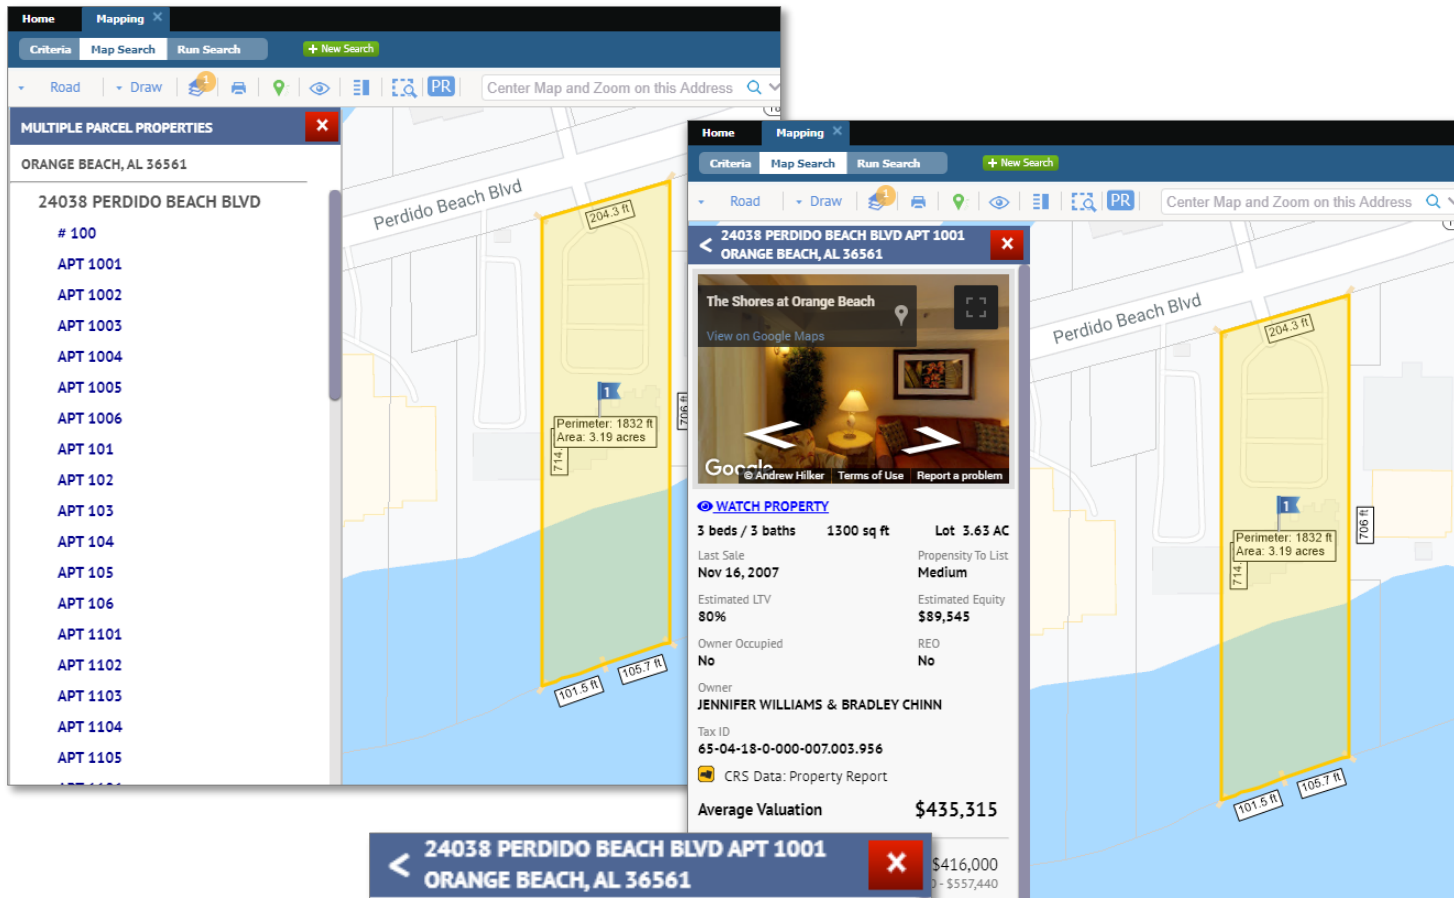 Home
Mapping
Criteria
Map Search
Run Search
+ New Search
Road
Draw
1
PR
Center Map and Zoom on this Address
MULTIPLE PARCEL PROPERTIES
ORANGE BEACH, AL 36561
24038 PERDIDO BEACH BLVD
# 100
APT 1001
APT 1002
APT 1003
APT 1004
APT 1005
APT 1006
APT 101
APT 102
APT 103
APT 104
APT 105
APT 106
APT 1101
APT 1102
APT 1103
APT 1104
APT 1105
Perdido Beach Blvd
204.3 ft
1
Perimeter: 1832 ft
Area: 3.19 acres
714.
706 ft
101.5 ft
105.7 ft
Home
Mapping
Criteria
Map Search
Run Search
+ New Search
Road
Draw
1
PR
Center Map and Zoom on this Address
24038 PERDIDO BEACH BLVD APT 1001
ORANGE BEACH, AL 36561
The Shores at Orange Beach
View on Google Maps
Google
© Andrew Hilker
Terms of Use
Report a problem
WATCH PROPERTY
3 beds / 3 baths 1300 sq ft Lot 3.63 AC
Last Sale Propensity To List
Nov 16, 2007 Medium
Estimated LTV Estimated Equity
80% $89,545
Owner Occupied REO
No No
Owner
JENNIFER WILLIAMS & BRADLEY CHINN
Tax ID
65-04-18-0-000-007.003.956
CRS Data: Property Report
Average Valuation $435,315
$416,000
- $557,440
Perdido Beach Blvd
204.3 ft
1
Perimeter: 1832 ft
Area: 3.19 acres
714.
706 ft
101.5 ft
105.7 ft
24038 PERDIDO BEACH BLVD APT 1001
ORANGE BEACH, AL 36561